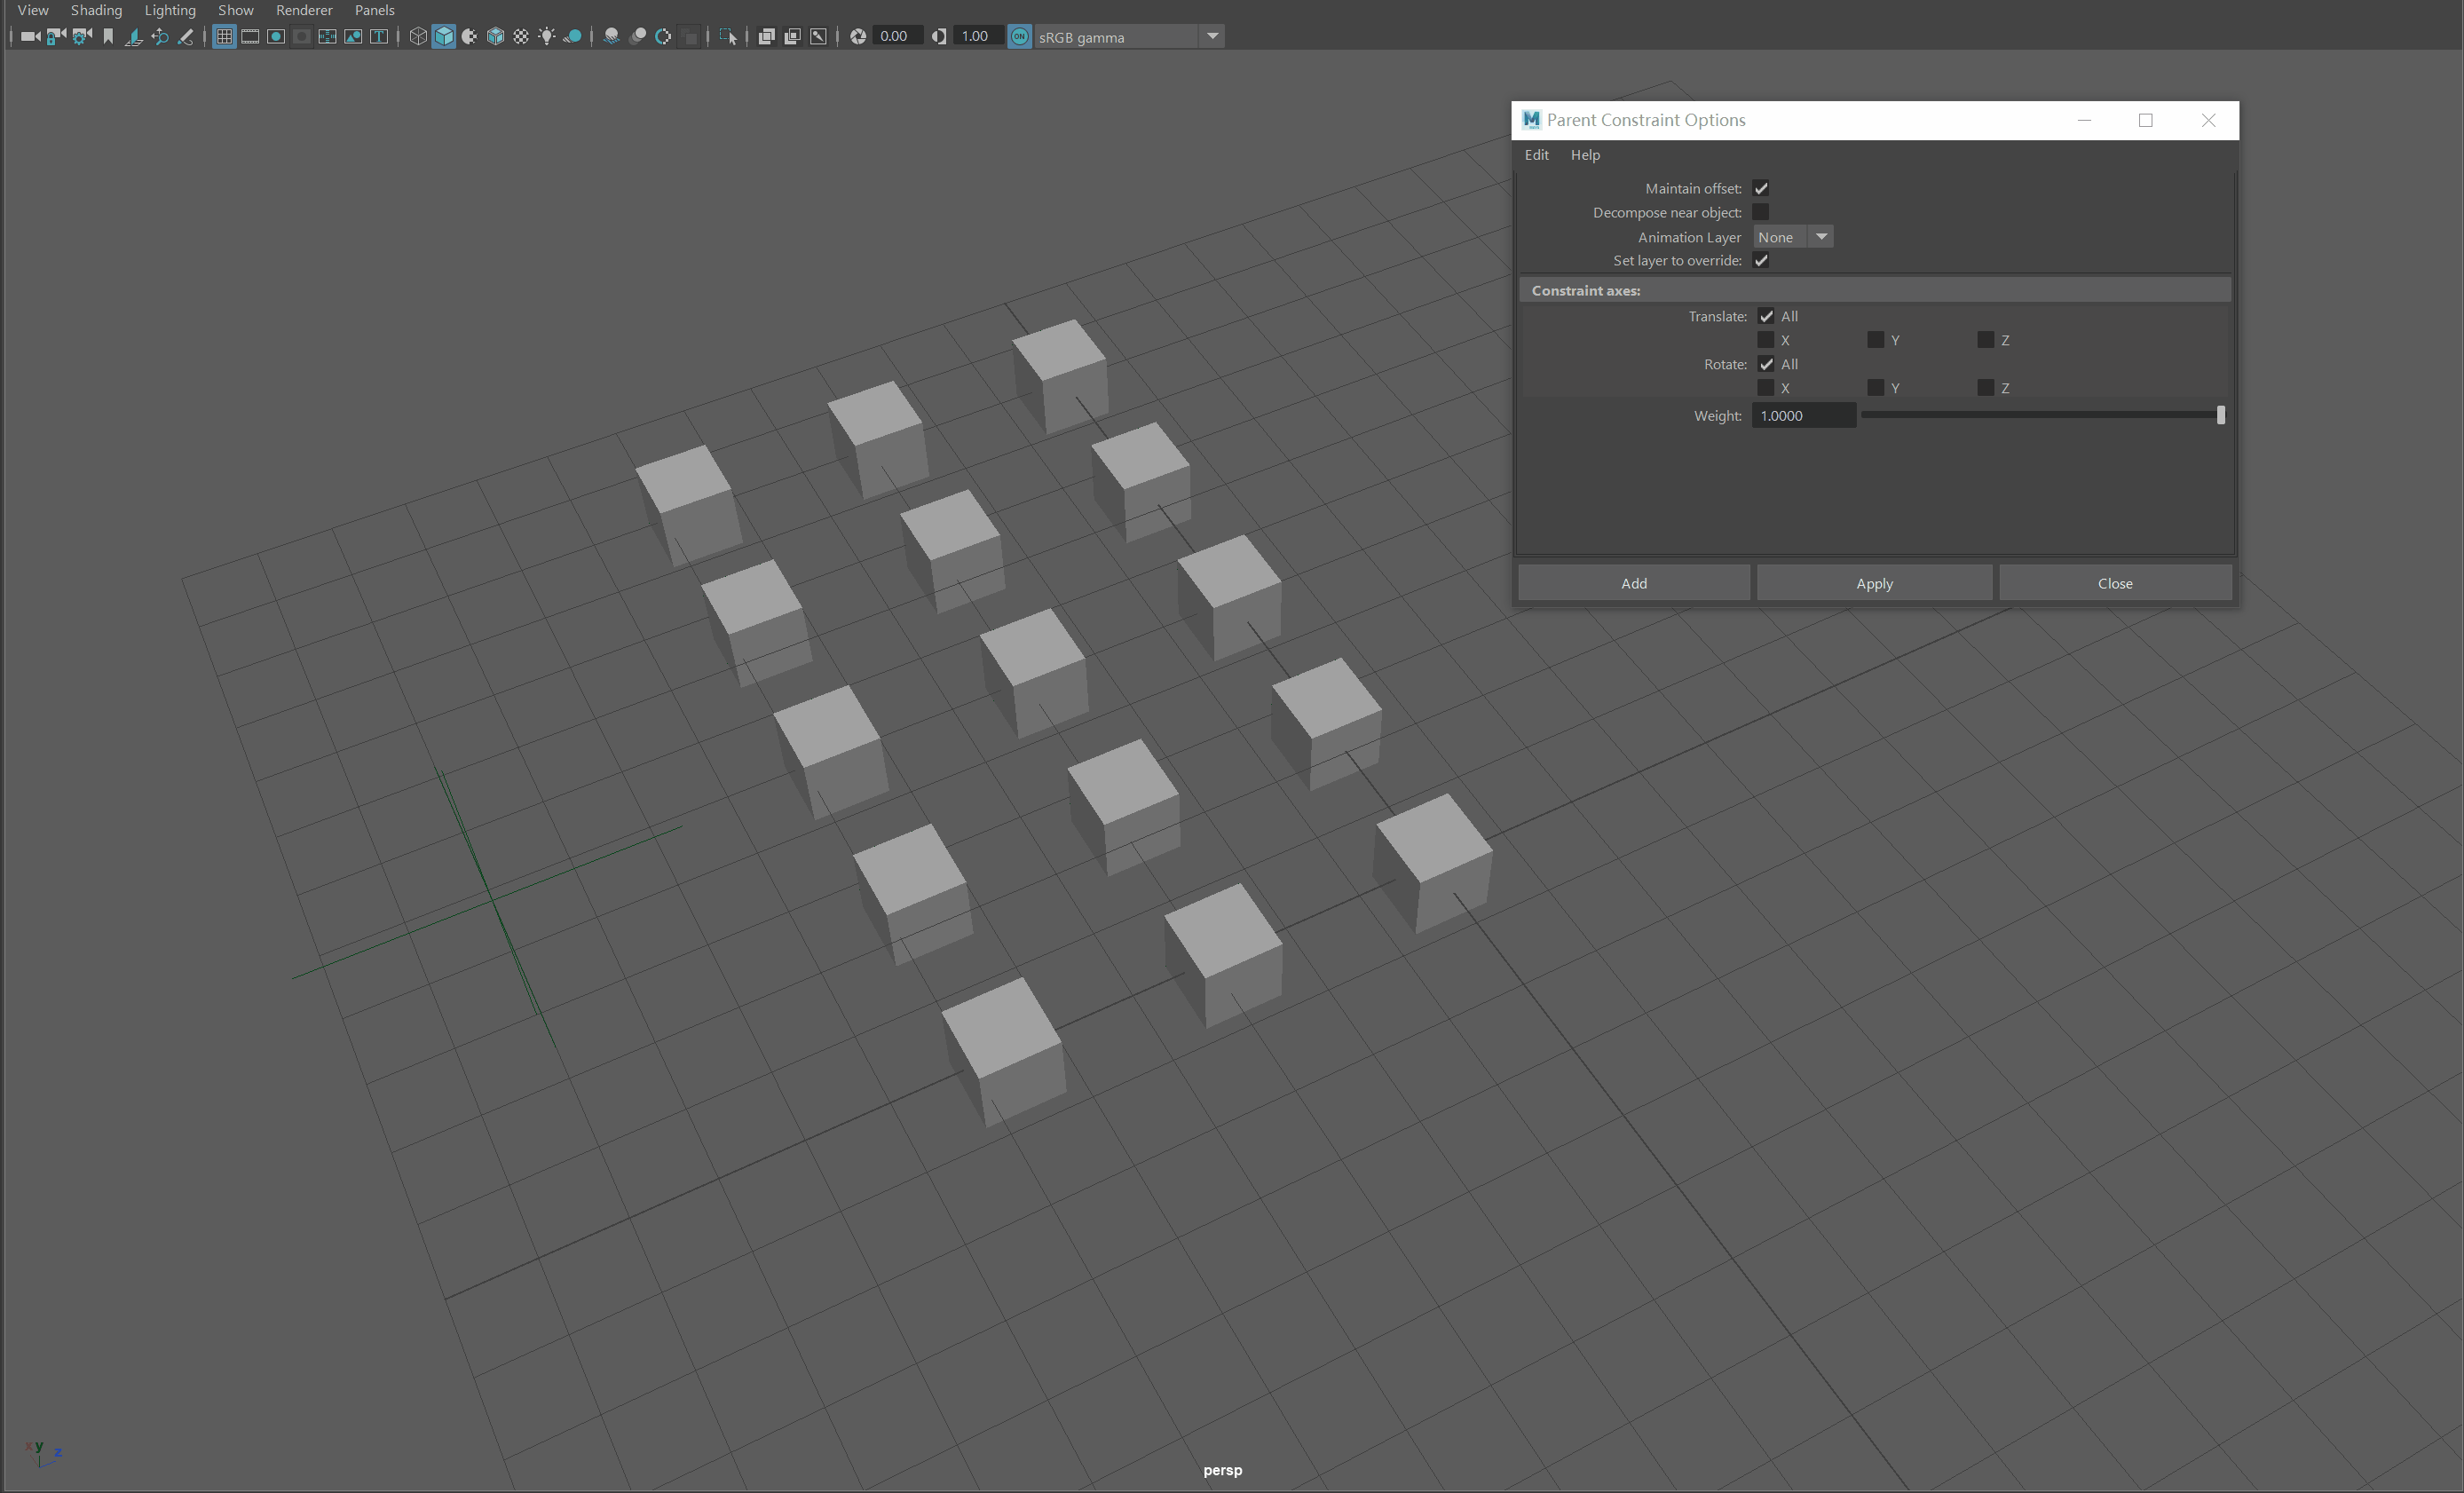 View Shading Lighting Show Renderer Panels
0.00 1.00 ON sRGB gamma
M Parent Constraint Options
Edit Help
Maintain offset:
Decompose near object:
Animation Layer None
Set layer to override:
Constraint axes:
Translate: All
X Y Z
Rotate: All
X Y Z
Weight: 1.0000
Add Apply Close
x y z
persp